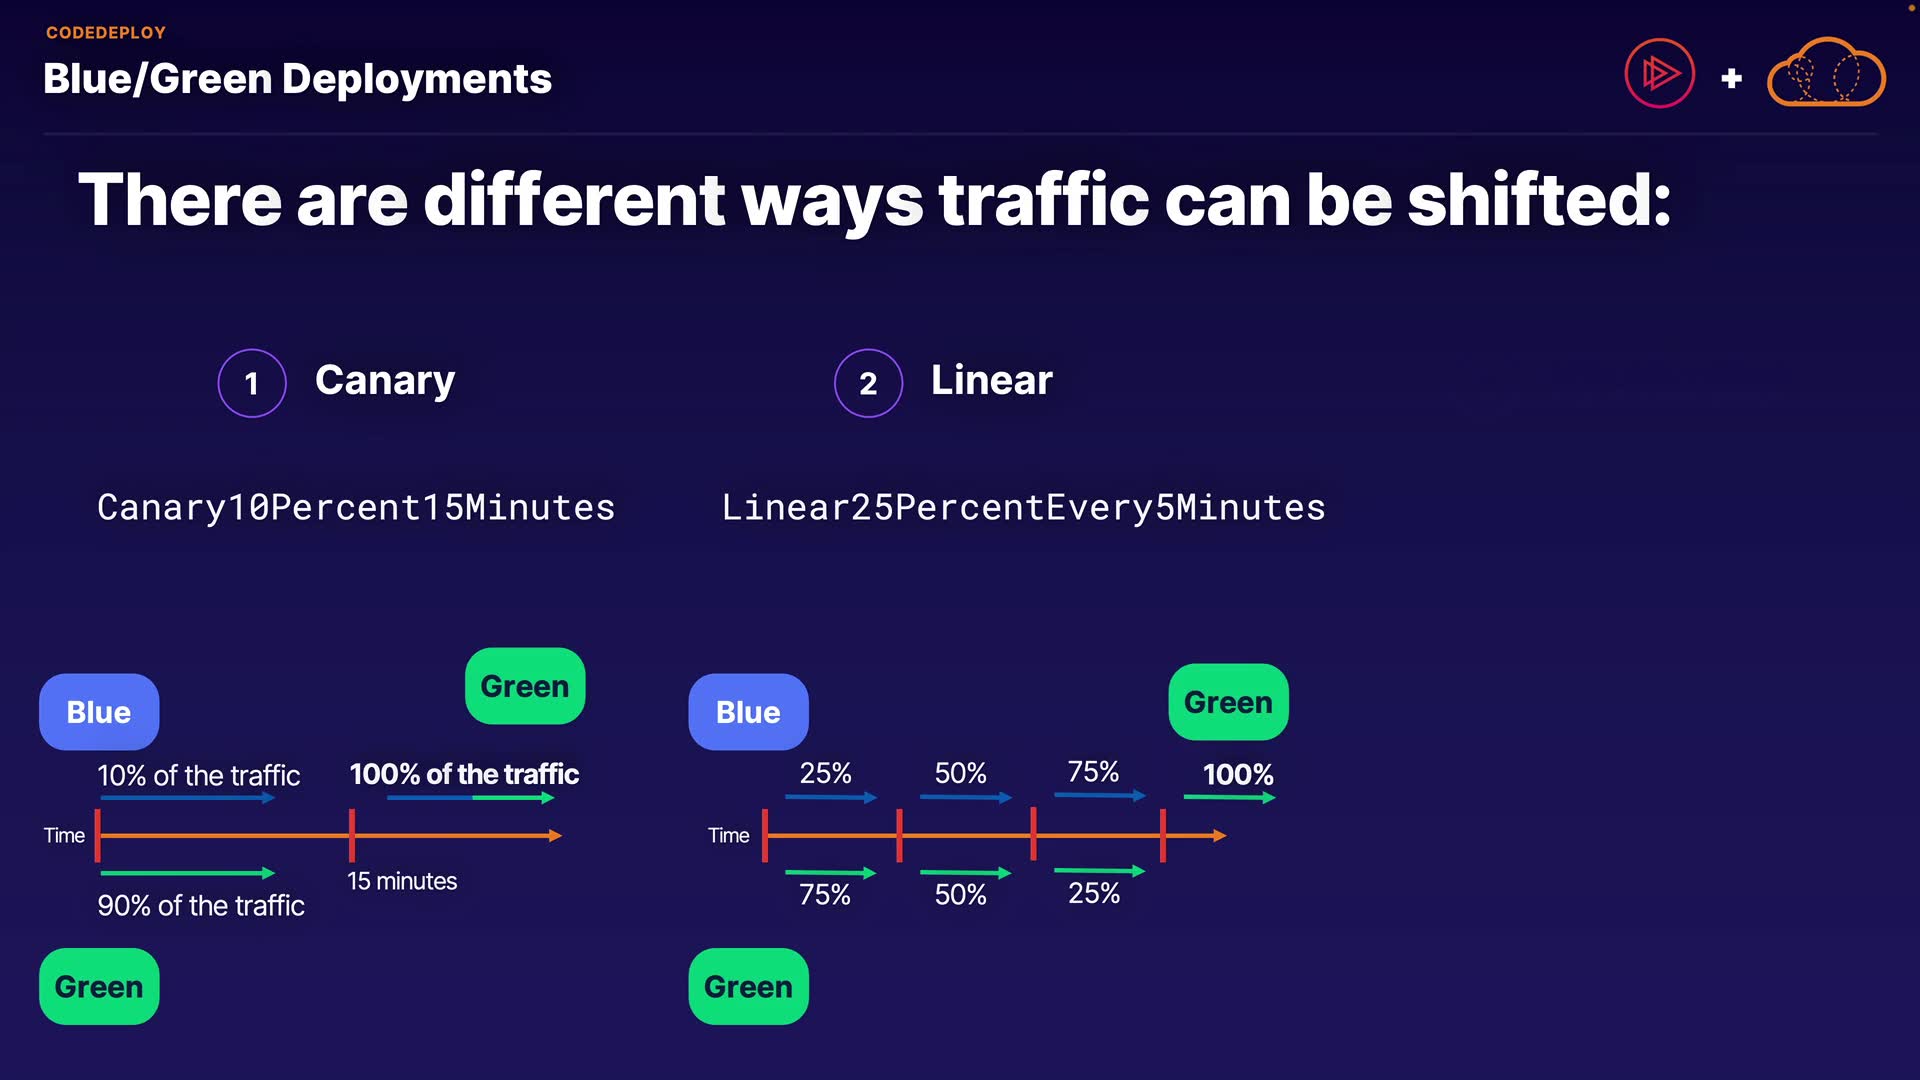 CODEDEPLOY
Blue/Green Deployments
+
There are different ways traffic can be shifted:
1 Canary
Canary10Percent15Minutes
Blue
Green
10% of the traffic
100% of the traffic
Time
15 minutes
90% of the traffic
Green
2 Linear
Linear25PercentEvery5Minutes
Blue
Green
25% 50% 75% 100%
Time
75% 50% 25%
Green